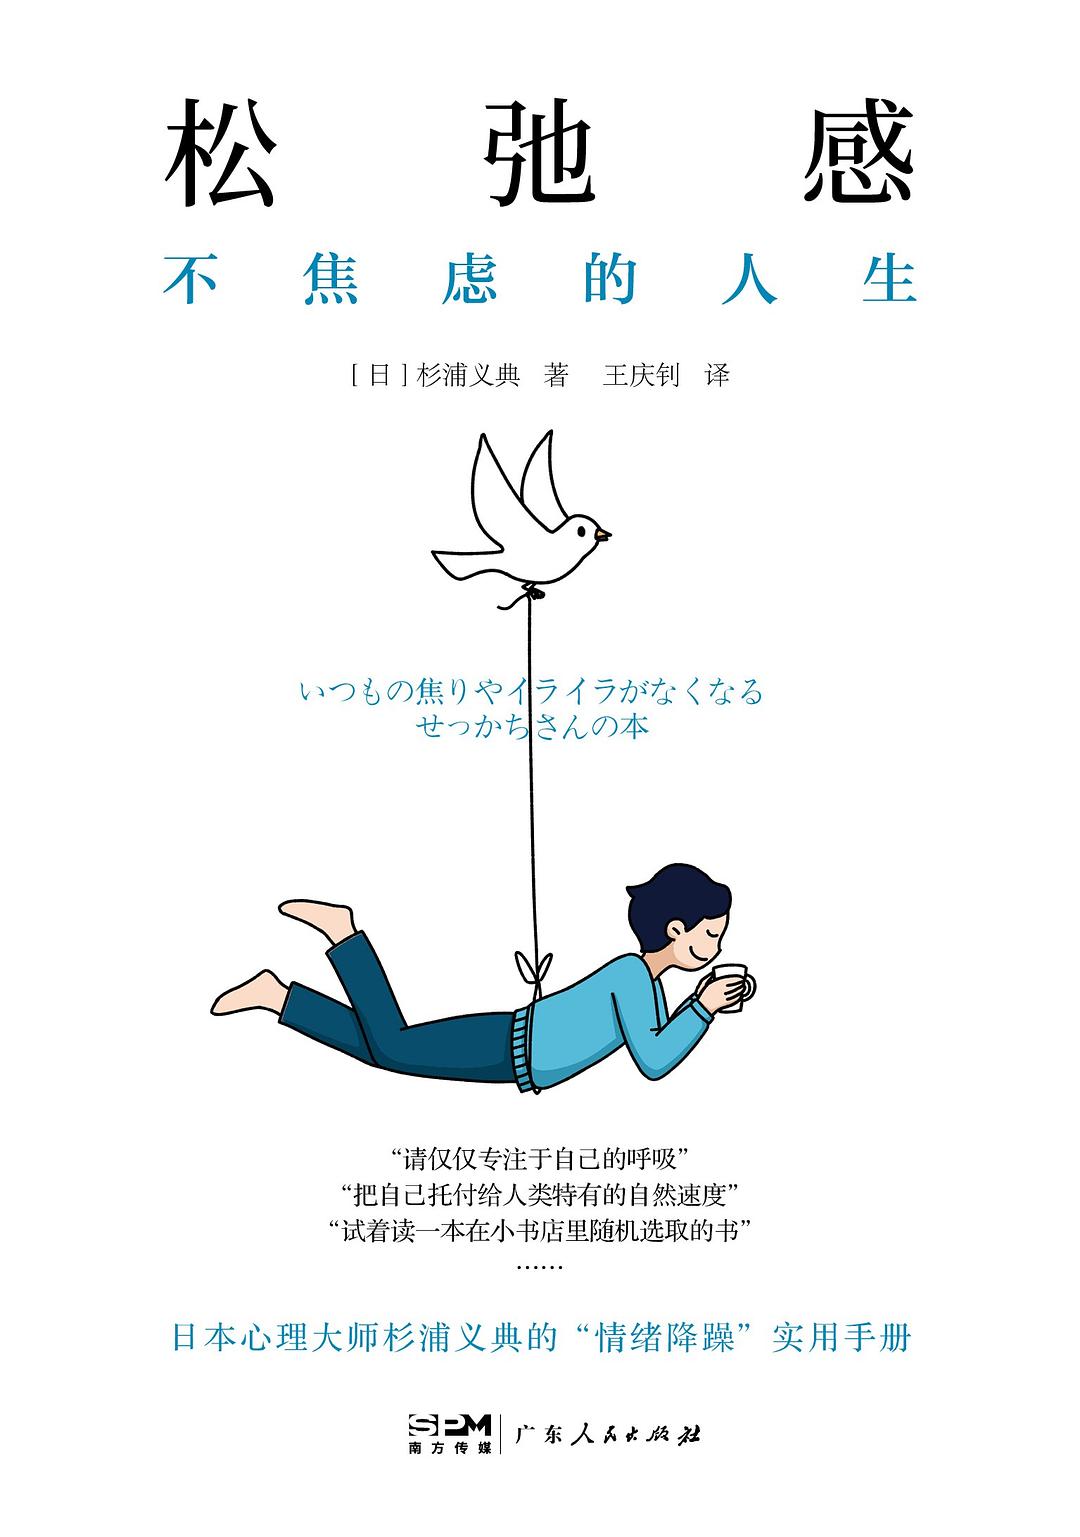 松弛感
不焦虑的人生
[日]杉浦义典 著 王庆钊 译
いつもの焦りやイライラがなくなる
せっかちさんの本
“请仅仅专注于自己的呼吸”
“把自己托付给人类特有的自然速度”
“试着读一本在小书店里随机选取的书”
……
日本心理大师杉浦义典的“情绪降躁”实用手册
SPM
南方传媒
广东人民出版社